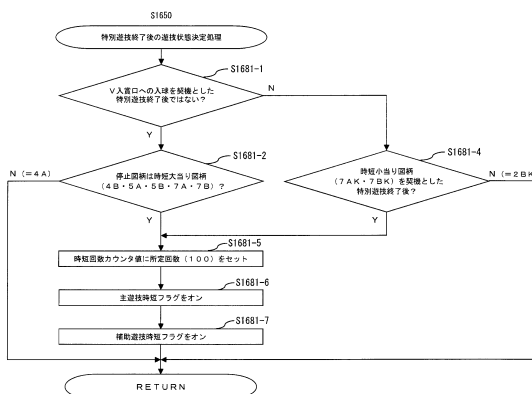 S1650
特別遊技終了後の遊技状態決定処理
S1681-1
V入賞口への入球を契機とした
特別遊技終了後ではない?
N
Y
S1681-2
停止図柄は時短大当り図柄
(4B・5A・5B・7A・7B)?
N(=4A)
Y
S1681-4
時短小当り図柄
(7AK・7BK)を契機とした
特別遊技終了後?
N(=2BK
Y
S1681-5
時短回数カウンタ値に所定回数(100)をセット
S1681-6
主遊技時短フラグをオン
S1681-7
補助遊技時短フラグをオン
RETURN